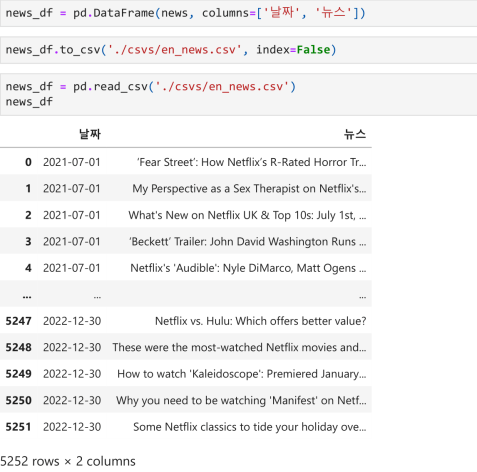 news_df = pd.DataFrame(news, columns=['날짜', '뉴스'])
news_df.to_csv('./csvs/en_news.csv', index=False)
news_df = pd.read_csv('./csvs/en_news.csv')
news_df
날짜 뉴스
0 2021-07-01 ‘Fear Street’: How Netflix’s R-Rated Horror Tr...
1 2021-07-01 My Perspective as a Sex Therapist on Netflix's...
2 2021-07-01 What's New on Netflix UK & Top 10s: July 1st, ...
3 2021-07-01 ‘Beckett’ Trailer: John David Washington Runs ...
4 2021-07-01 Netflix's 'Audible': Nyle DiMarco, Matt Ogens ...
... ... ...
5247 2022-12-30 Netflix vs. Hulu: Which offers better value?
5248 2022-12-30 These were the most-watched Netflix movies and...
5249 2022-12-30 How to watch 'Kaleidoscope': Premiered January...
5250 2022-12-30 Why you need to be watching 'Manifest' on Netf...
5251 2022-12-30 Some Netflix classics to tide your holiday ove...
5252 rows × 2 columns